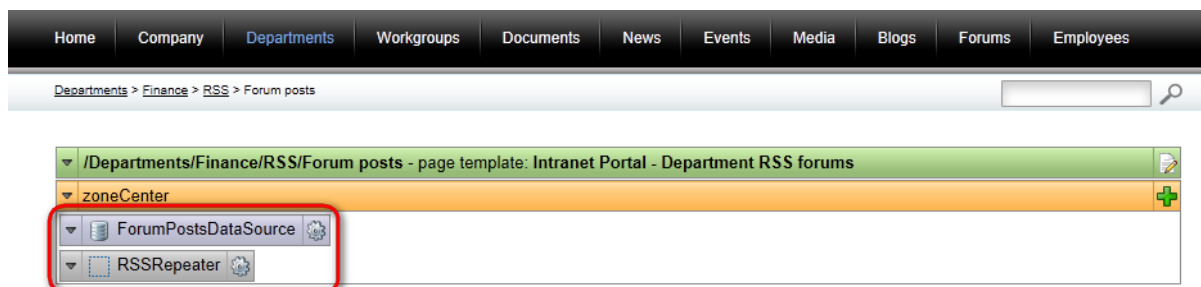 Home Company Departments Workgroups Documents News Events Media Blogs Forums Employees
Departments > Finance > RSS > Forum posts
/Departments/Finance/RSS/Forum posts - page template: Intranet Portal - Department RSS forums
zoneCenter
ForumPostsDataSource
RSSRepeater